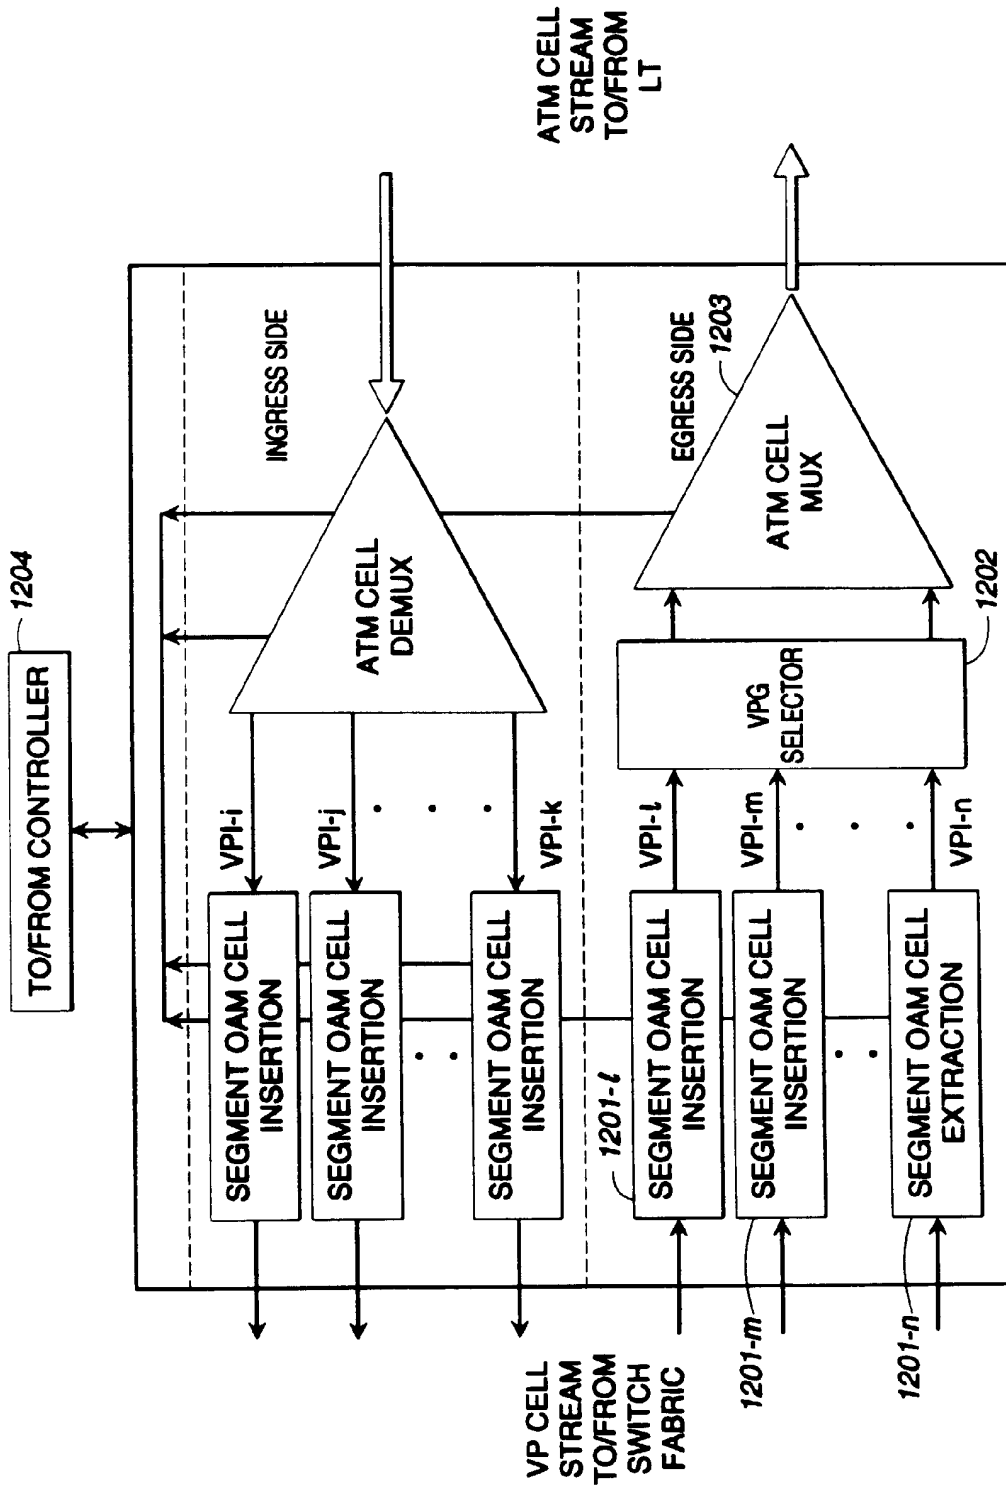 TO/FROM CONTROLLER
1204
INGRESS SIDE
ATM CELL
STREAM
TO/FROM
LT
ATM CELL
DEMUX
VPI-i
VPI-j
VPI-k
SEGMENT OAM CELL
INSERTION
SEGMENT OAM CELL
INSERTION
SEGMENT OAM CELL
INSERTION
VP CELL
STREAM
TO/FROM
SWITCH
FABRIC
EGRESS SIDE
1203
ATM CELL
MUX
VPG
SELECTOR
1202
VPI-ℓ
VPI-m
VPI-n
1201-ℓ
SEGMENT OAM CELL
INSERTION
1201-m
SEGMENT OAM CELL
INSERTION
1201-n
SEGMENT OAM CELL
EXTRACTION